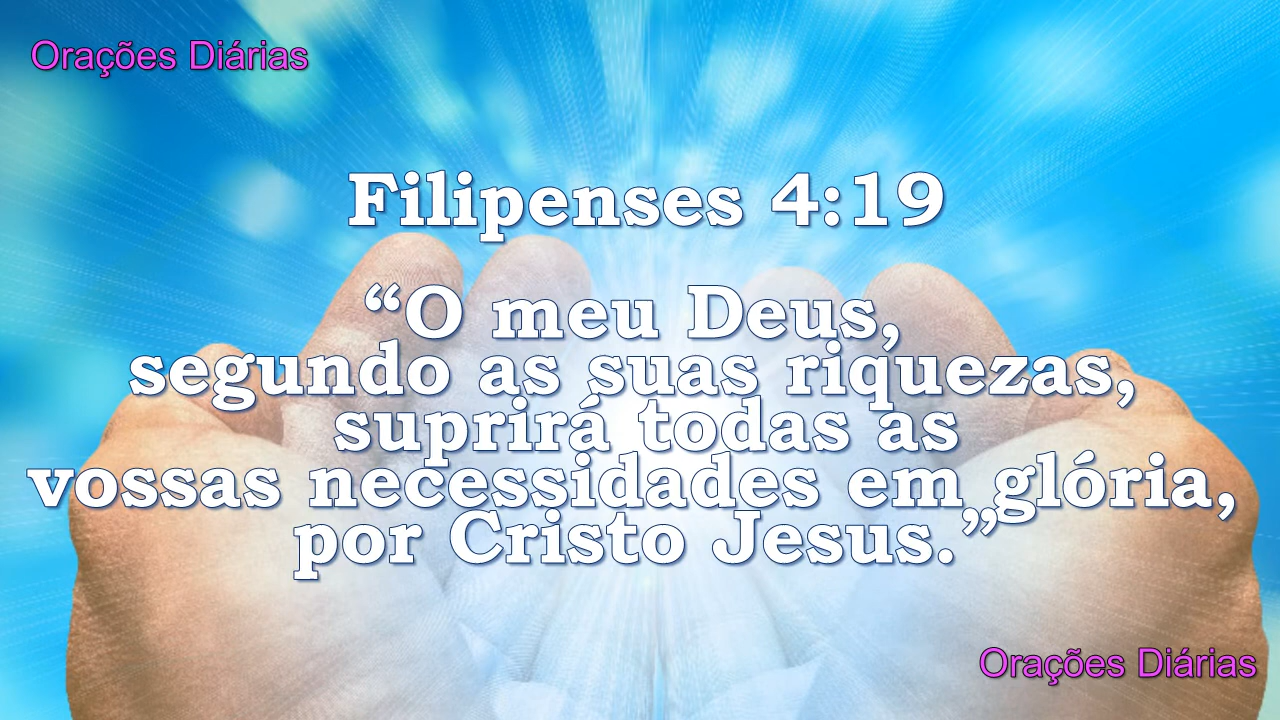 Orações Diárias
Filipenses 4:19
“O meu Deus,
segundo as suas riquezas,
suprirá todas as
vossas necessidades em glória,
por Cristo Jesus.”
Orações Diárias